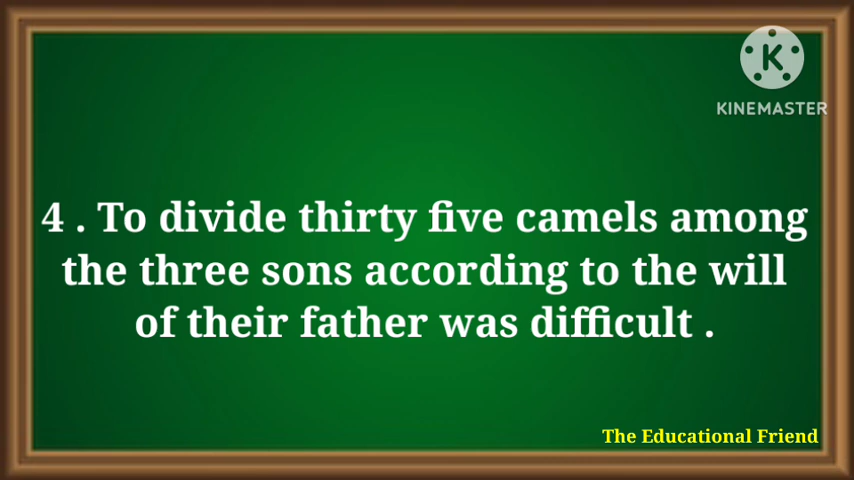 K
KINEMASTER
4 . To divide thirty five camels among
the three sons according to the will
of their father was difficult .
The Educational Friend